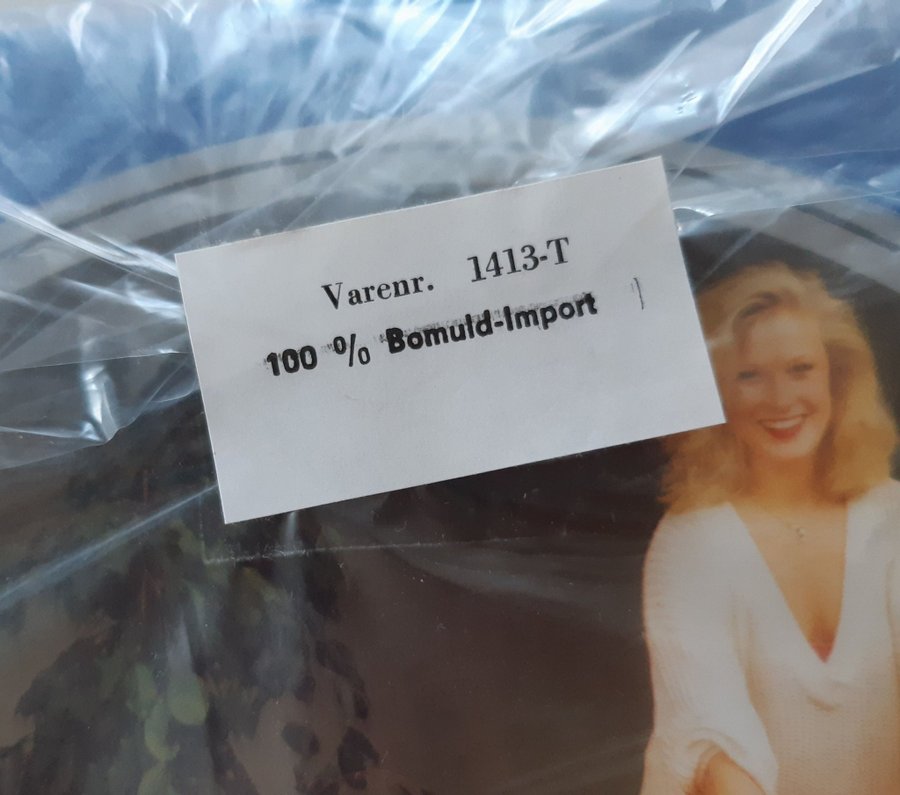 Varenr. 1413-T
100 % Bomuld-Import